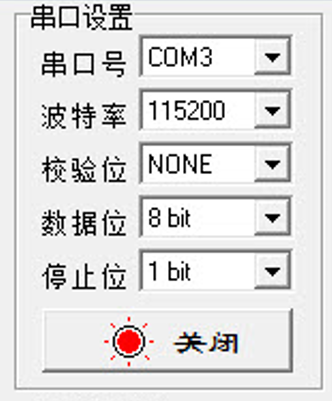 串口设置
串口号 COM3
波特率 115200
校验位 NONE
数据位 8 bit
停止位 1 bit
关闭